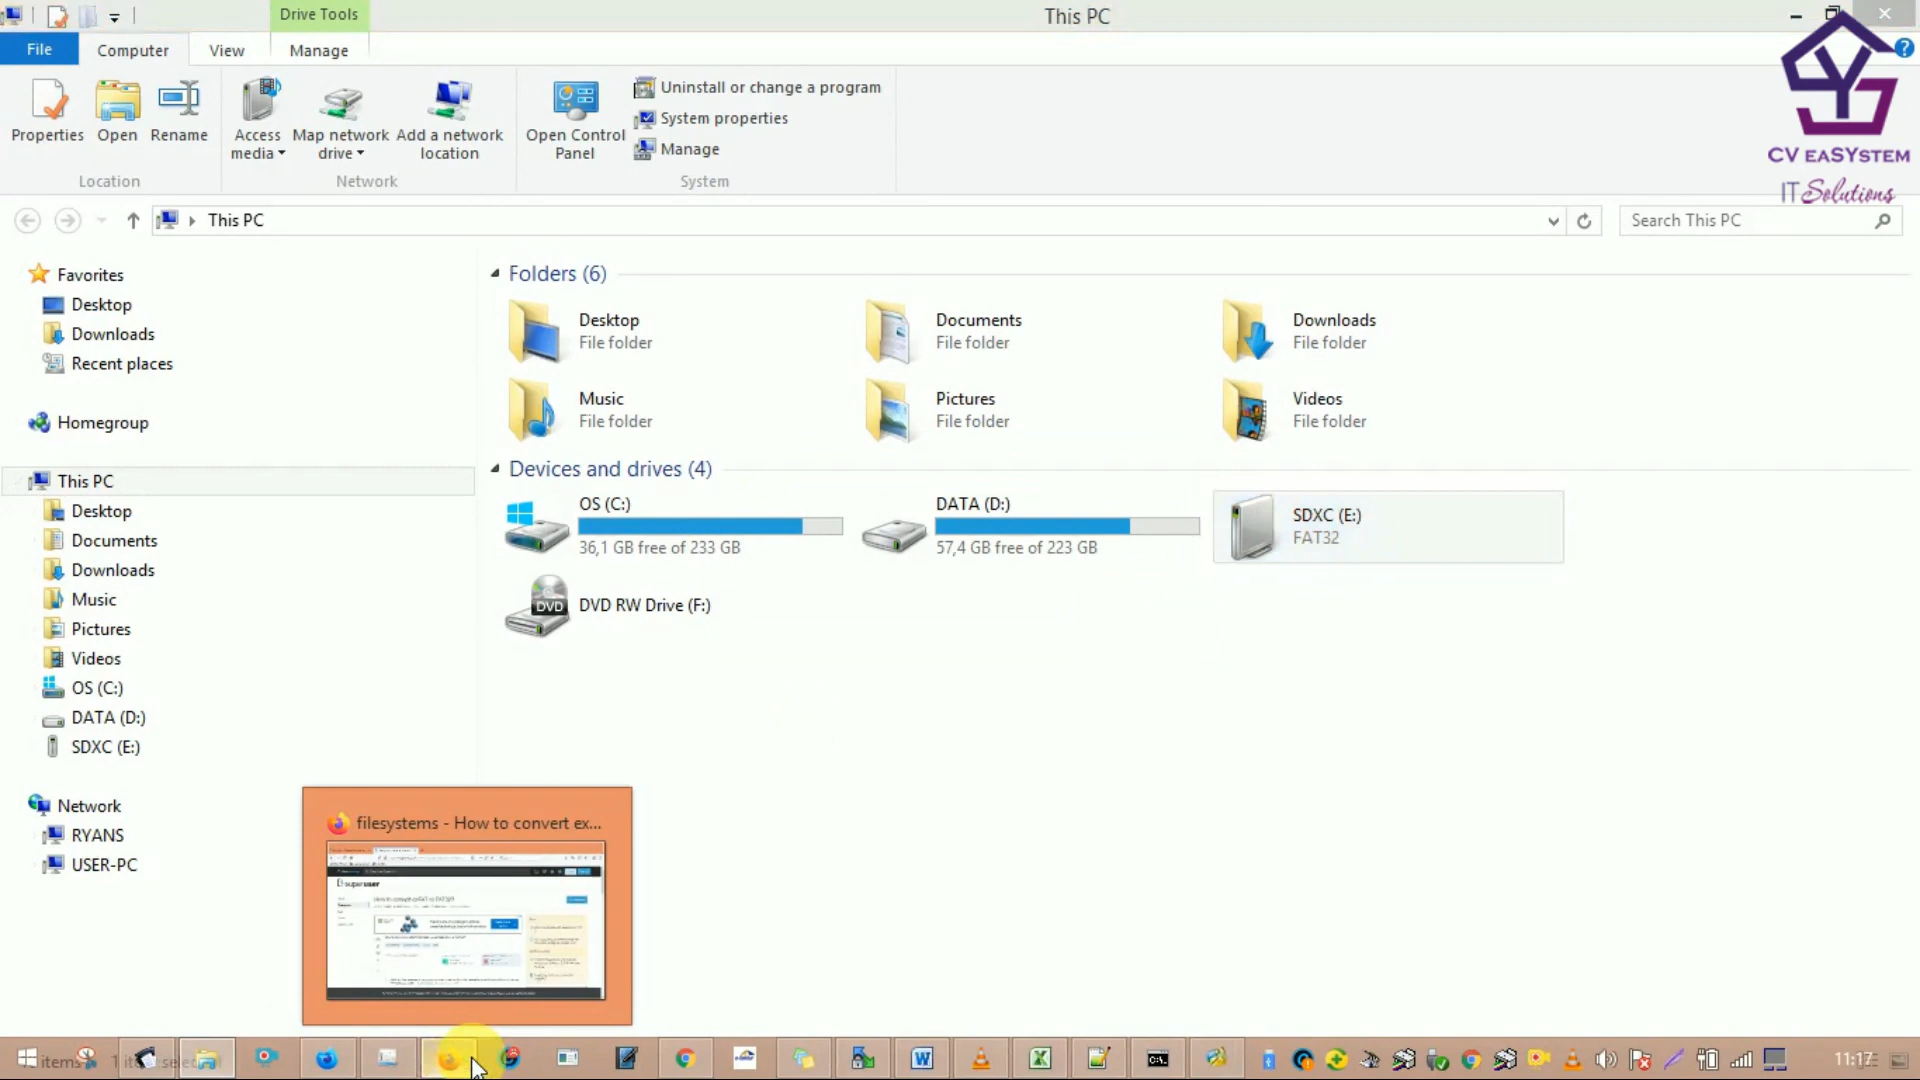 Drive Tools
This PC
File
Computer
View
Manage
Properties
Open
Rename
Access media
Map network drive
Add a network location
Open Control Panel
Uninstall or change a program
System properties
Manage
Location
Network
System
CV eaSYstem
IT Solutions
This PC
Search This PC
Favorites
Desktop
Downloads
Recent places
Homegroup
This PC
Desktop
Documents
Downloads
Music
Pictures
Videos
OS (C:)
DATA (D:)
SDXC (E:)
Network
RYANS
USER-PC
Folders (6)
Desktop
File folder
Documents
File folder
Downloads
File folder
Music
File folder
Pictures
File folder
Videos
File folder
Devices and drives (4)
OS (C:)
36,1 GB free of 233 GB
DATA (D:)
57,4 GB free of 223 GB
SDXC (E:)
FAT32
DVD
DVD RW Drive (F:)
filesystems - How to convert ex...
superuser
items
1 item
11:17